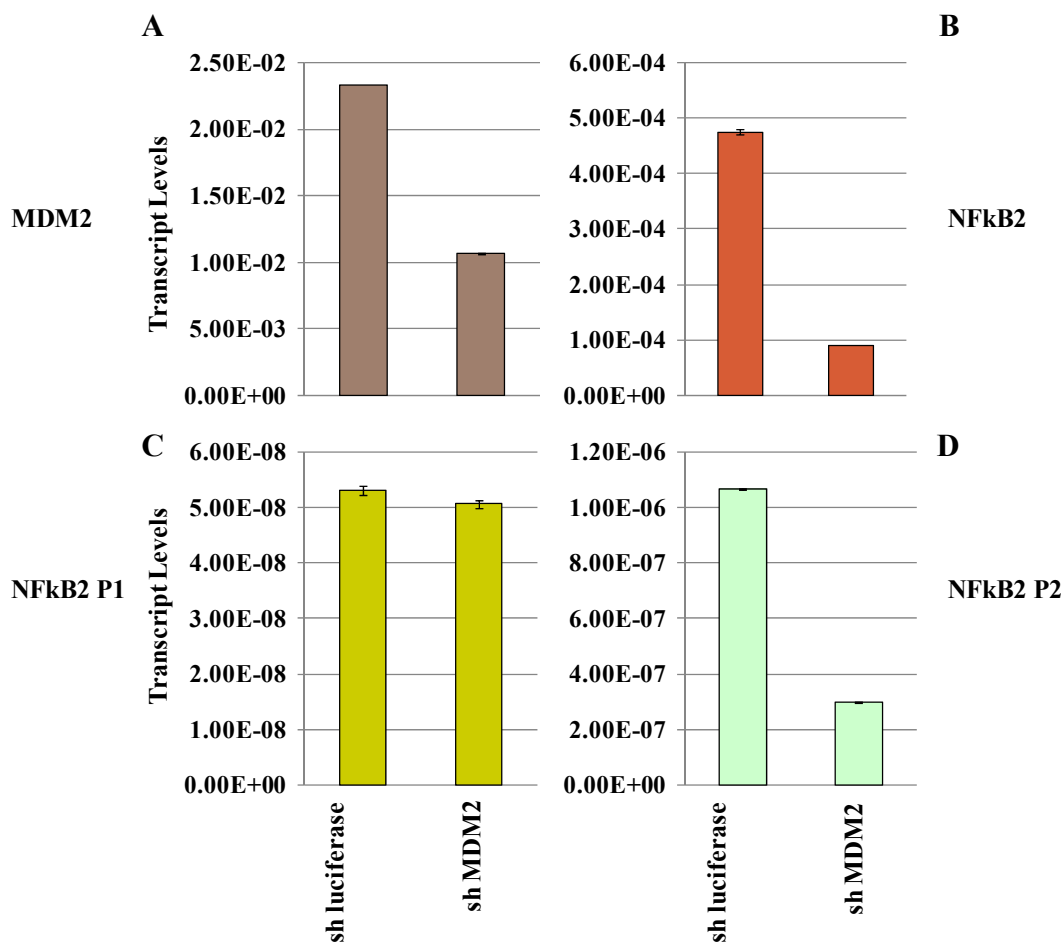 A
B
2.50E-02
2.00E-02
1.50E-02
1.00E-02
5.00E-03
0.00E+00
Transcript Levels
MDM2
6.00E-04
5.00E-04
4.00E-04
3.00E-04
2.00E-04
1.00E-04
0.00E+00
NFkB2
C
D
6.00E-08
5.00E-08
4.00E-08
3.00E-08
2.00E-08
1.00E-08
0.00E+00
Transcript Levels
NFkB2 P1
sh luciferase
sh MDM2
1.20E-06
1.00E-06
8.00E-07
6.00E-07
4.00E-07
2.00E-07
0.00E+00
NFkB2 P2
sh luciferase
sh MDM2